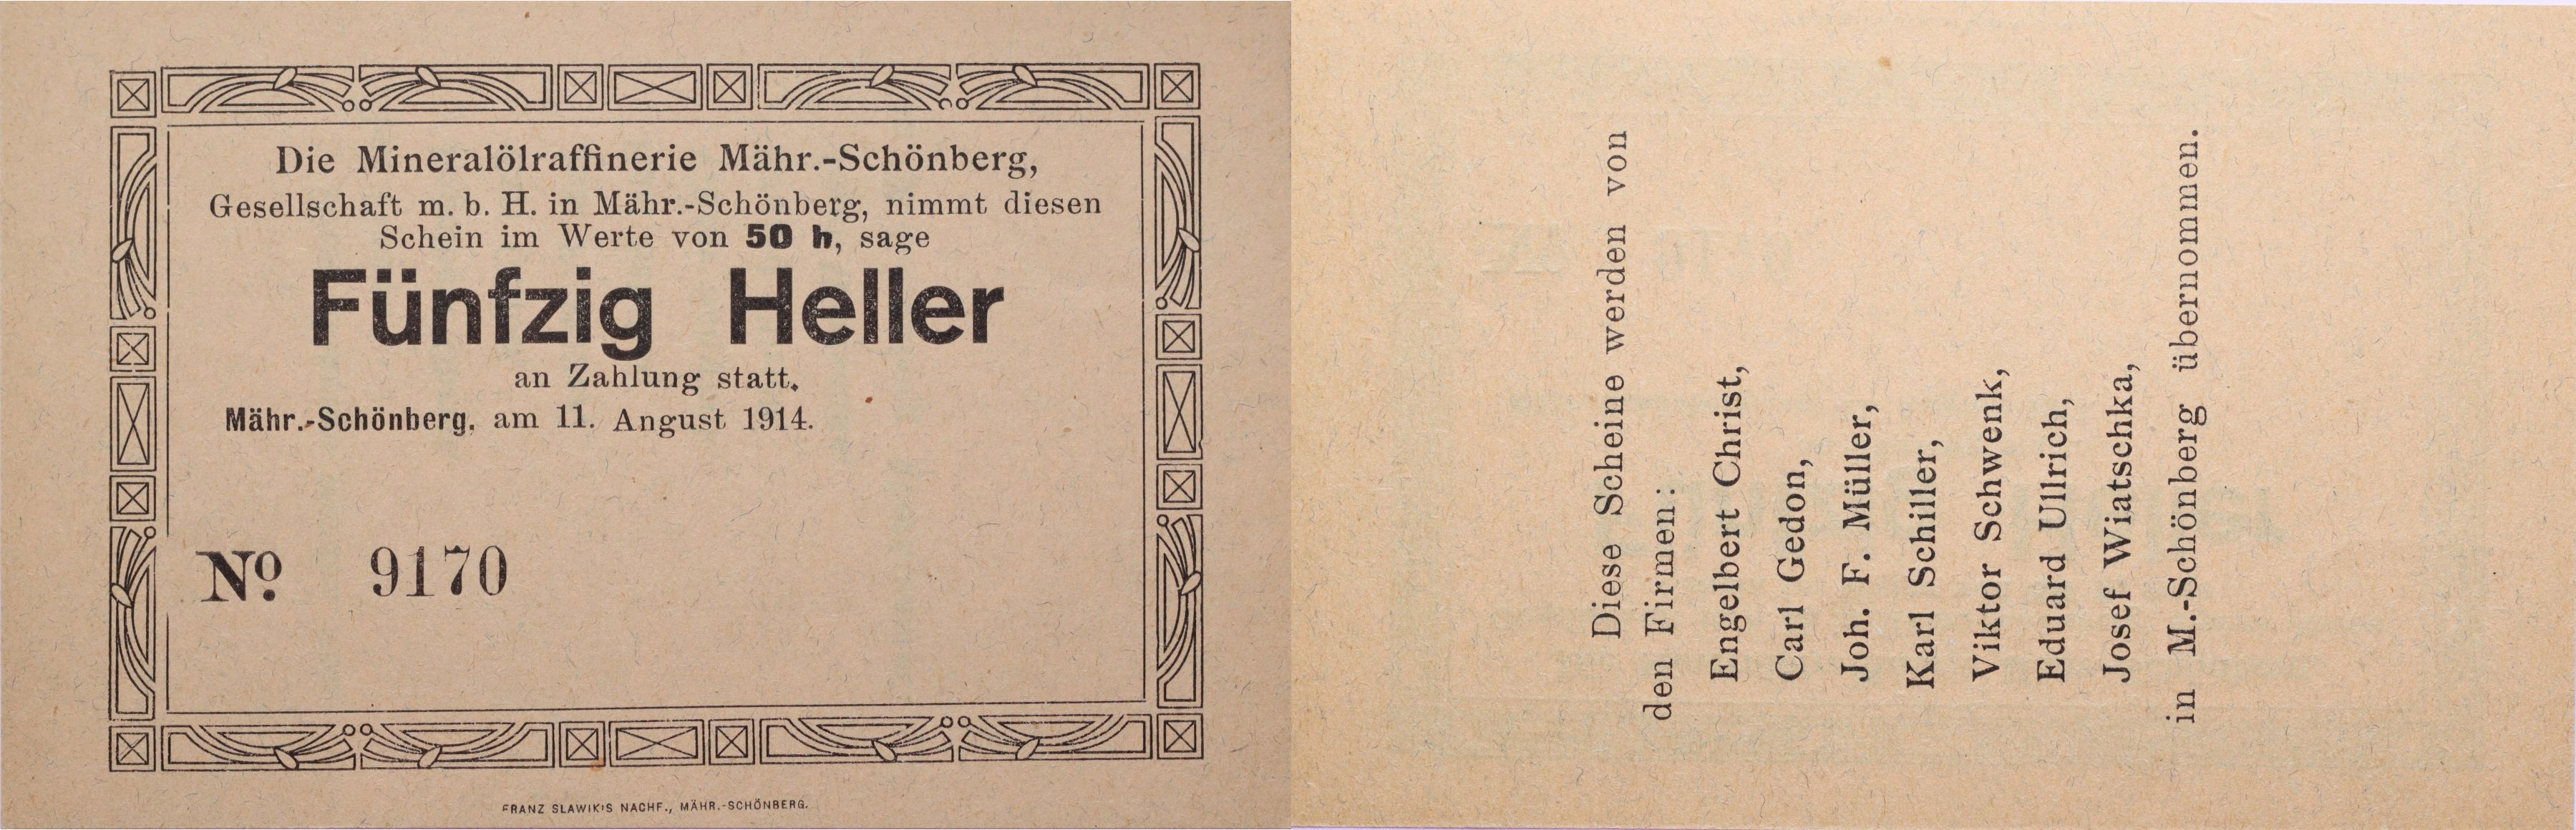 Die Mineralölraffinerie Mähr.-Schönberg,
Gesellschaft m. b. H. in Mähr.-Schönberg, nimmt diesen
Schein im Werte von 50 h, sage
Fünfzig Heller
an Zahlung statt.
Mähr.-Schönberg, am 11. Angust 1914.
No. 9170
FRANZ SLAWIK'S NACHF., MÄHR.-SCHÖNBERG.
Diese Scheine werden von
den Firmen:
Engelbert Christ,
Carl Gedon,
Joh. F. Müller,
Karl Schiller,
Viktor Schwenk,
Eduard Ullrich,
Josef Wiatschka,
in M.-Schönberg übernommen.